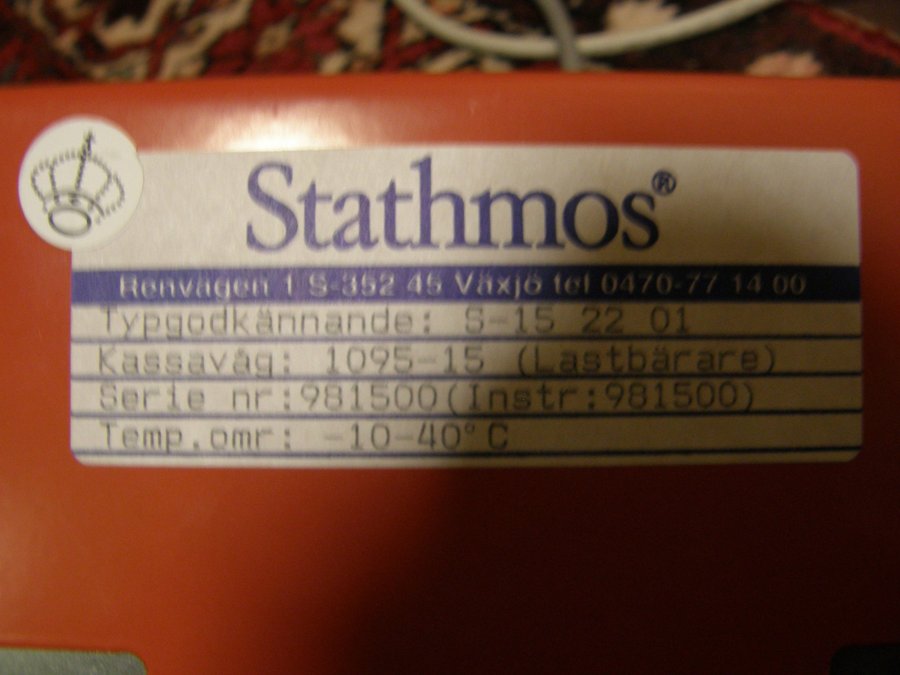 Stathmos®
Renvägen 1 S-352 45 Växjö tel 0470-77 14 00
Typgodkännande: S-15 22 01
Kassavåg: 1095-15 (Lastbärare)
Serie nr:981500(Instr:981500)
Temp.omr: -10-40°C